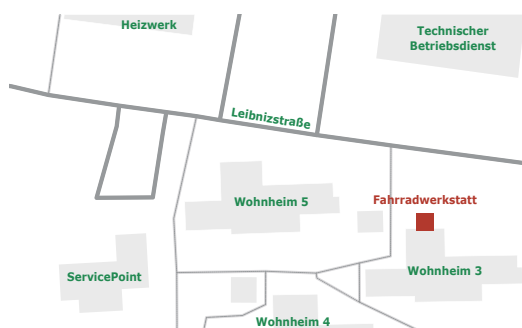 Heizwerk
Technischer
Betriebsdienst
Leibnizstraße
Wohnheim 5
Fahrradwerkstatt
ServicePoint
Wohnheim 3
Wohnheim 4